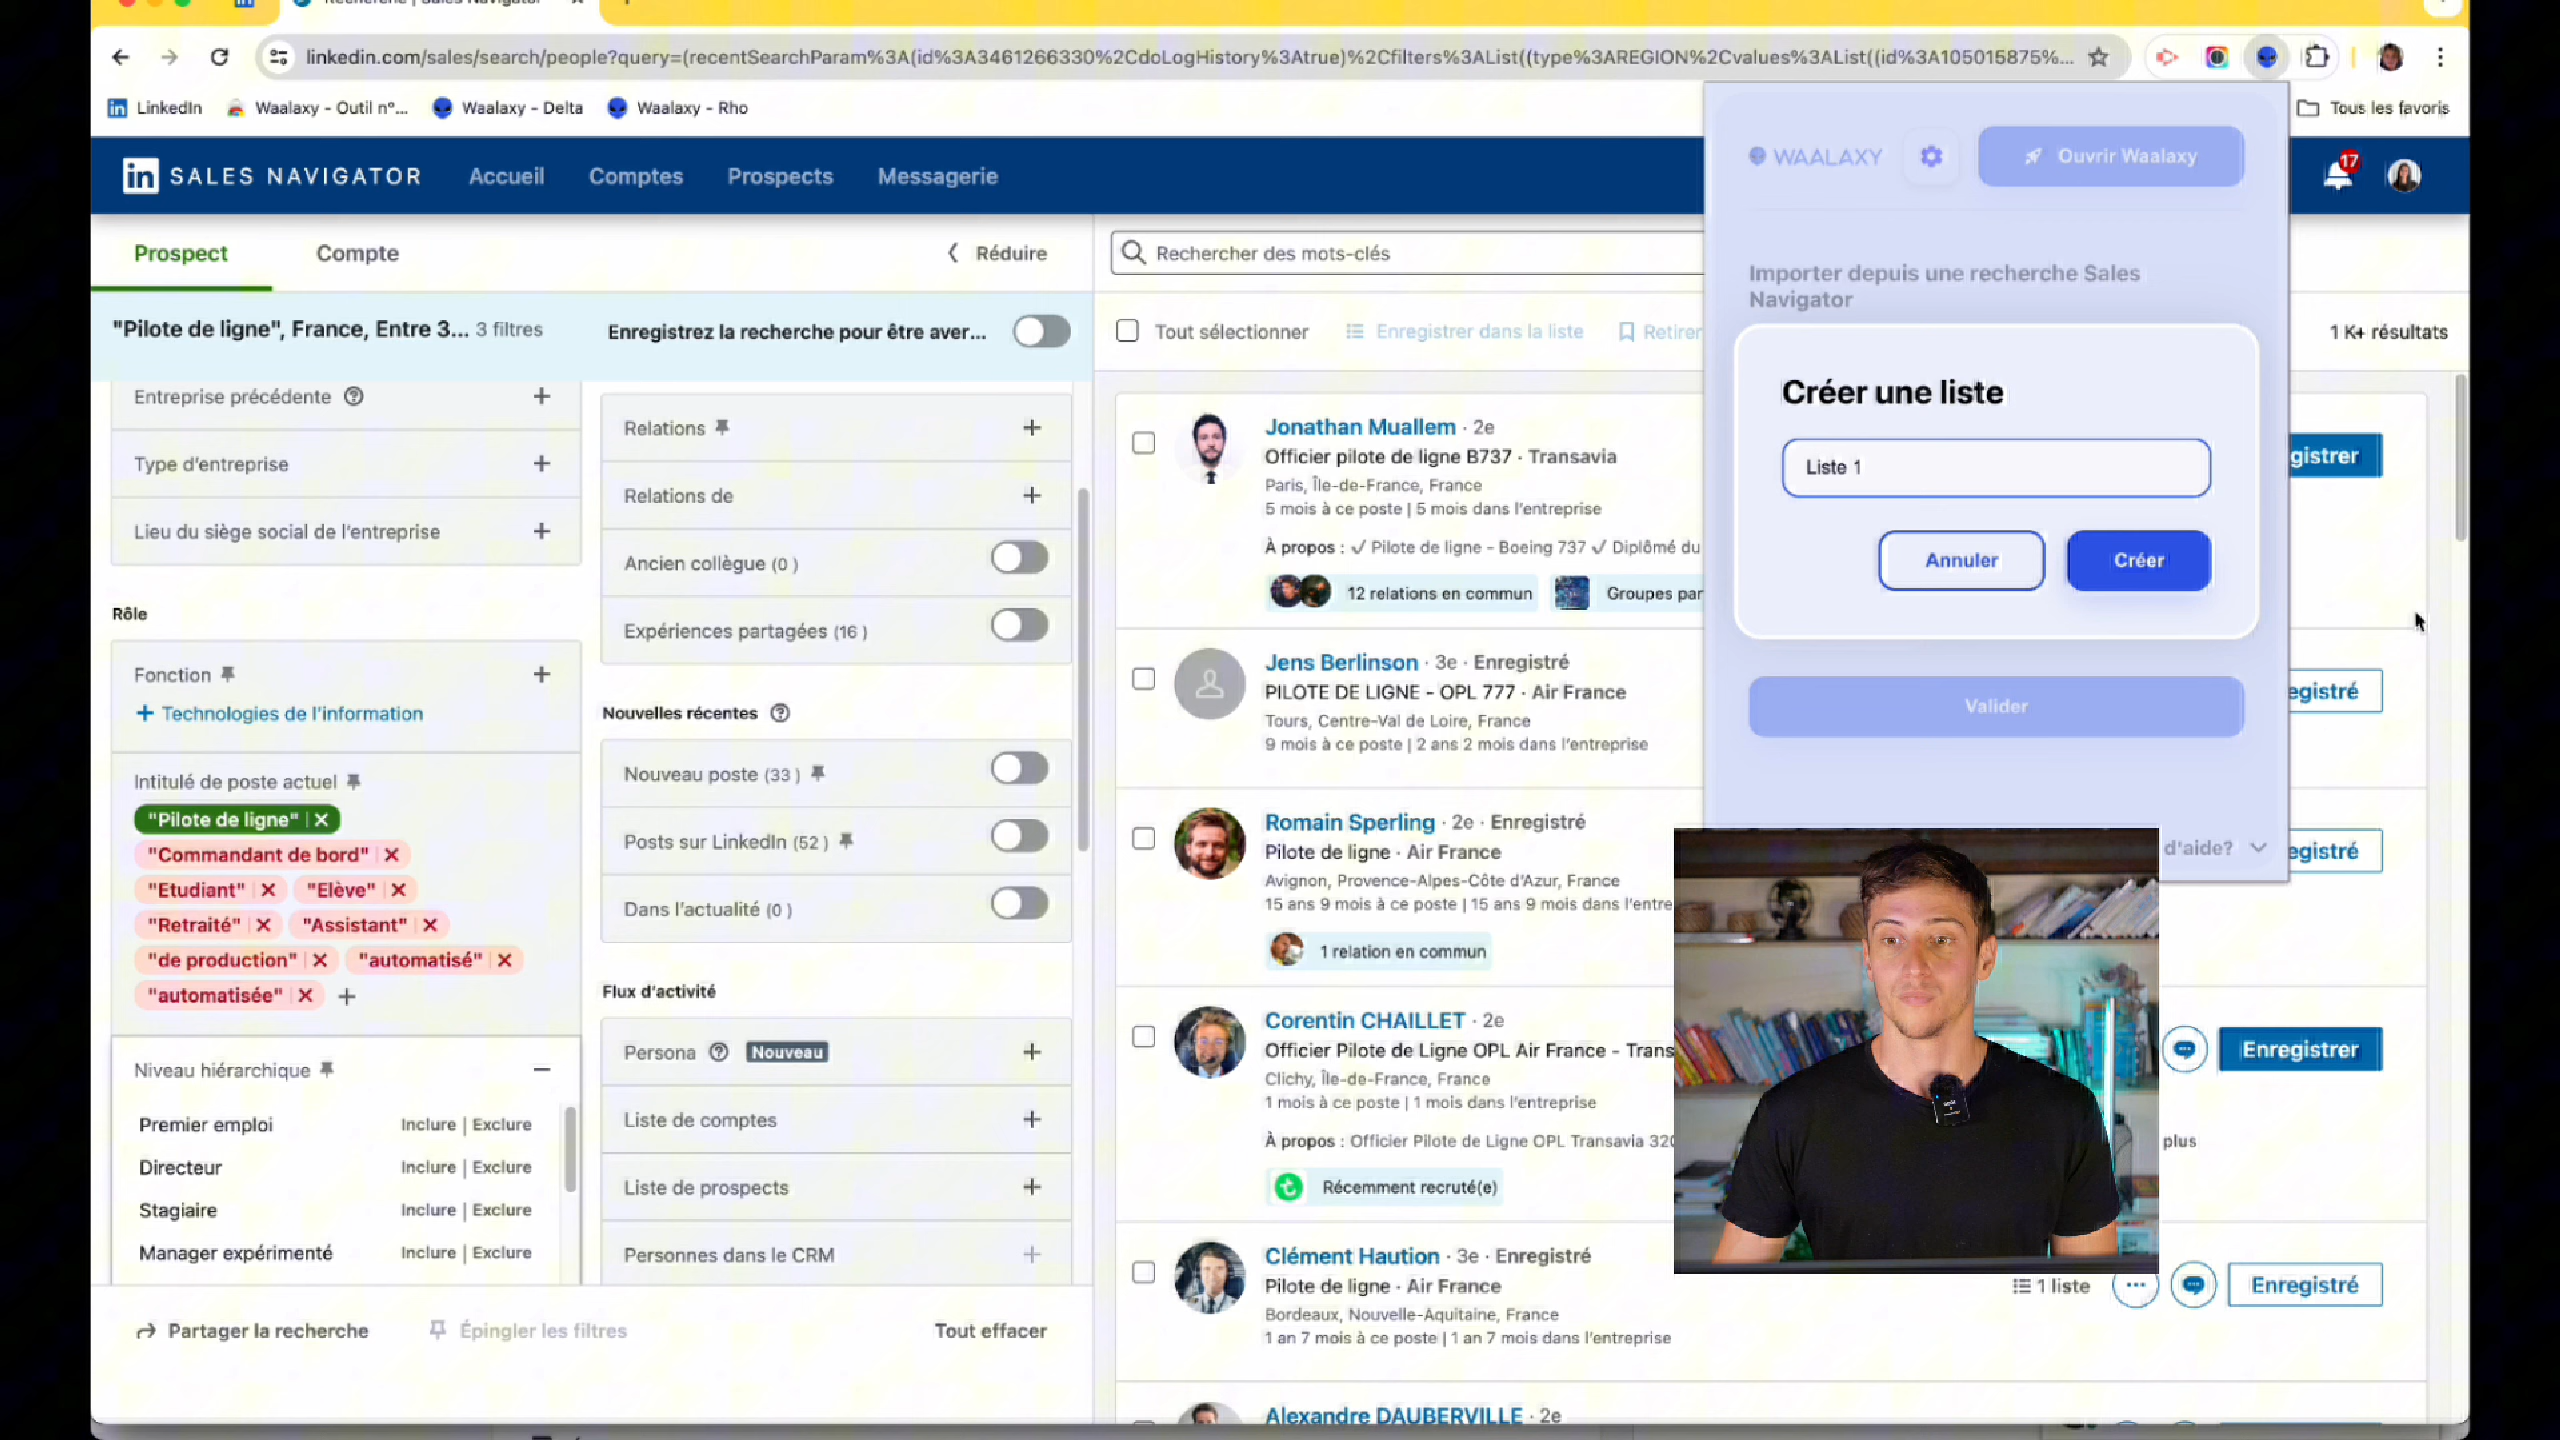 linkedin.com/sales/search/people?query=(recentSearchParam%3A(id%3A3461266330%2CdoLogHistory%3Atrue)%2Cfilters%3AList((type%3AREGION%2Cvalues%3AList((id%3A105015875%...
LinkedIn
Waalaxy - Outil n°...
Waalaxy - Delta
Waalaxy - Rho
Tous les favoris
in SALES NAVIGATOR
Accueil
Comptes
Prospects
Messagerie
17
Prospect
Compte
Réduire
"Pilote de ligne", France, Entre 3... 3 filtres
Enregistrez la recherche pour être aver...
Entreprise précédente
Type d'entreprise
Lieu du siège social de l'entreprise
Rôle
Fonction
+ Technologies de l'information
Intitulé de poste actuel
"Pilote de ligne"
"Commandant de bord"
"Etudiant" "Elève"
"Retraité" "Assistant"
"de production" "automatisé"
"automatisée"
Niveau hiérarchique
Premier emploi Inclure | Exclure
Directeur Inclure | Exclure
Stagiaire Inclure | Exclure
Manager expérimenté Inclure | Exclure
Relations
Relations de
Ancien collègue (0)
Expériences partagées (16)
Nouvelles récentes
Nouveau poste (33)
Posts sur LinkedIn (52)
Dans l'actualité (0)
Flux d'activité
Persona Nouveau
Liste de comptes
Liste de prospects
Personnes dans le CRM
Partager la recherche
Épingler les filtres
Tout effacer
Rechercher des mots-clés
Tout sélectionner
Enregistrer dans la liste
Retirer
1 K+ résultats
Jonathan Muallem · 2e
Officier pilote de ligne B737 · Transavia
Paris, Île-de-France, France
5 mois à ce poste | 5 mois dans l'entreprise
À propos : ✓ Pilote de ligne - Boeing 737 ✓ Diplômé du
12 relations en commun
Groupes par
gistrer
Jens Berlinson · 3e · Enregistré
PILOTE DE LIGNE - OPL 777 · Air France
Tours, Centre-Val de Loire, France
9 mois à ce poste | 2 ans 2 mois dans l'entreprise
egistré
Romain Sperling · 2e · Enregistré
Pilote de ligne · Air France
Avignon, Provence-Alpes-Côte d'Azur, France
15 ans 9 mois à ce poste | 15 ans 9 mois dans l'entre
1 relation en commun
egistré
Corentin CHAILLET · 2e
Officier Pilote de Ligne OPL Air France - Trans
Clichy, Île-de-France, France
1 mois à ce poste | 1 mois dans l'entreprise
À propos : Officier Pilote de Ligne OPL Transavia 320
plus
Récemment recruté(e)
Enregistrer
Clément Haution · 3e · Enregistré
Pilote de ligne · Air France
Bordeaux, Nouvelle-Aquitaine, France
1 an 7 mois à ce poste | 1 an 7 mois dans l'entreprise
1 liste
Enregistré
Alexandre DAUBERVILLE · 2e
WAALAXY
Ouvrir Waalaxy
Importer depuis une recherche Sales
Navigator
Créer une liste
Liste 1
Annuler
Créer
Valider
d'aide?